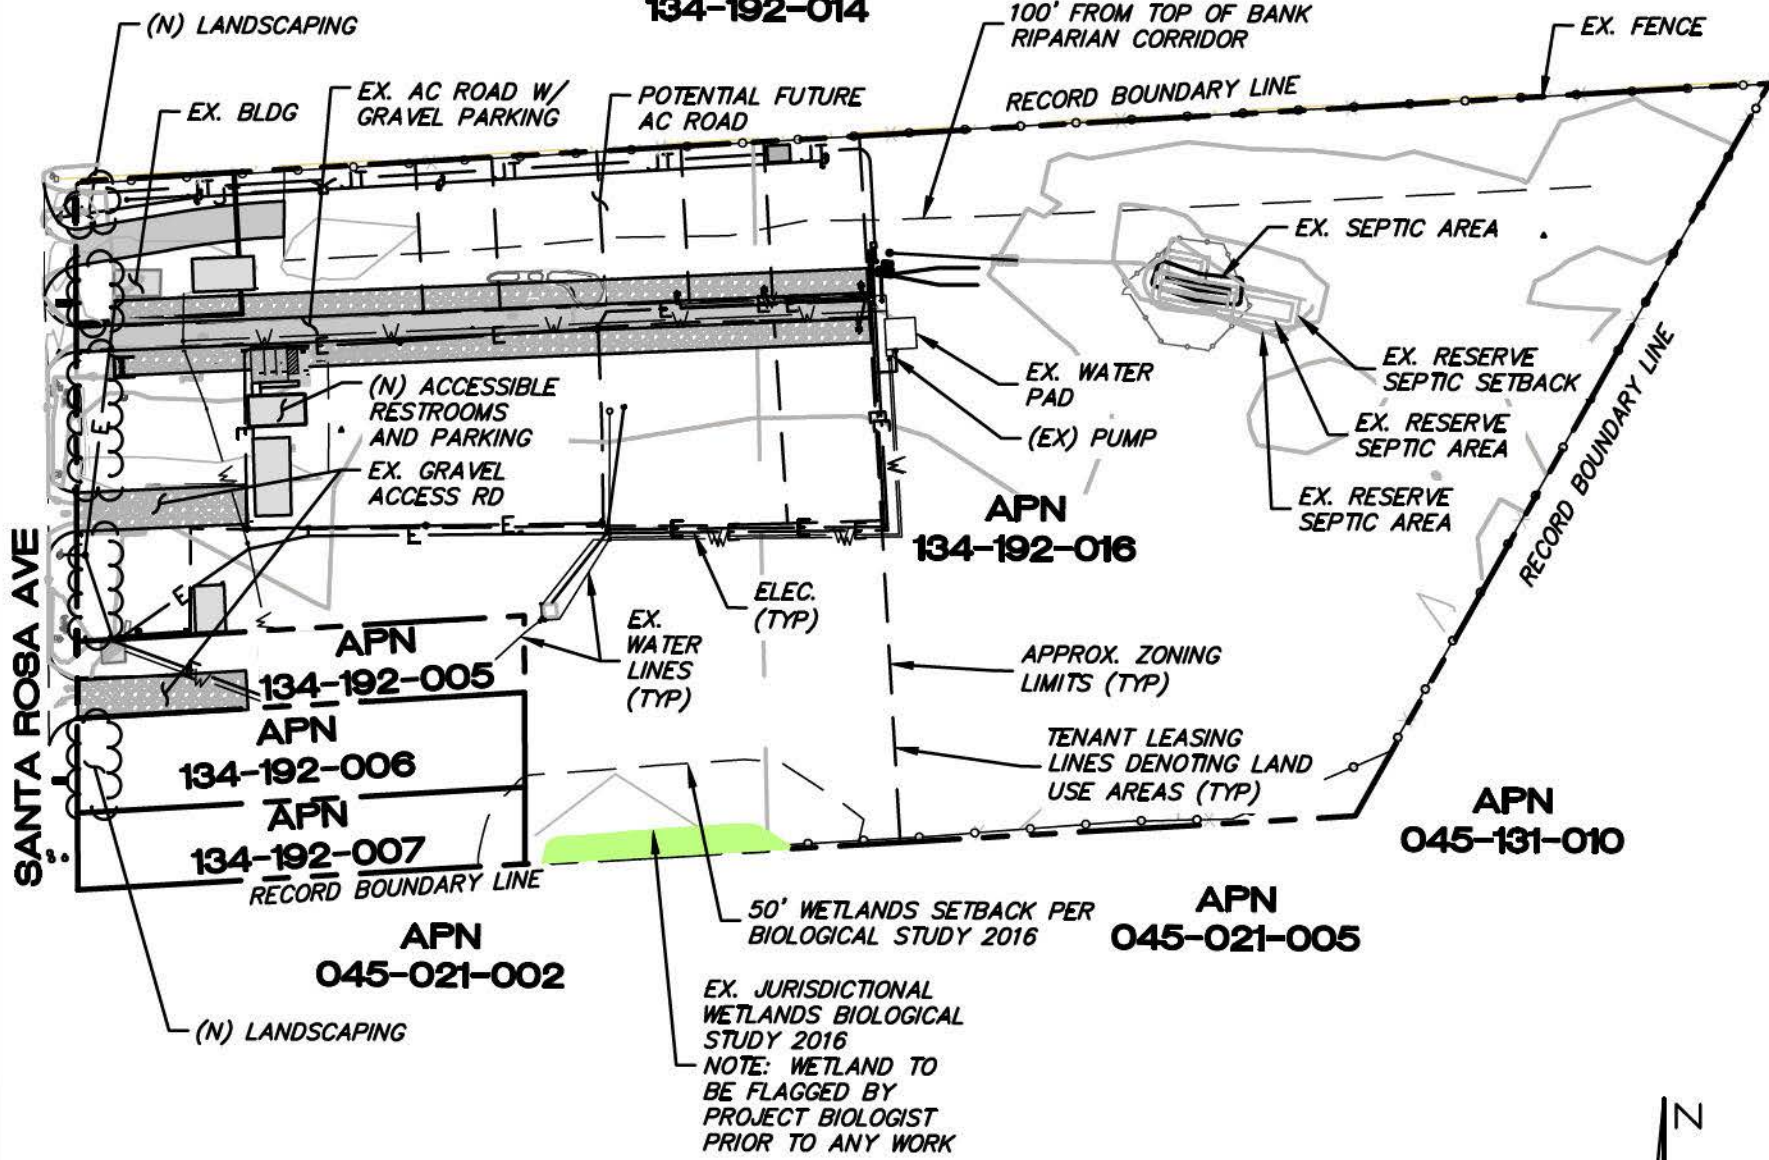 134-192-014
(N) LANDSCAPING
100' FROM TOP OF BANK
RIPARIAN CORRIDOR
EX. FENCE
EX. BLDG
EX. AC ROAD W/
GRAVEL PARKING
POTENTIAL FUTURE
AC ROAD
RECORD BOUNDARY LINE
JT
JT
JT
JT
JT
JT
EX. SEPTIC AREA
W
W
W
W
W
E
E
E
E
EX. RESERVE
SEPTIC SETBACK
EX. RESERVE
SEPTIC AREA
EX. RESERVE
SEPTIC AREA
RECORD BOUNDARY LINE
EX. WATER
PAD
(EX) PUMP
(N) ACCESSIBLE
RESTROOMS
AND PARKING
EX. GRAVEL
ACCESS RD
E
E
W
W
APN
134-192-016
SANTA ROSA AVE
E
E
E
E
E
W
W
W
E
W
W
ELEC.
(TYP)
EX.
WATER
LINES
(TYP)
APN
134-192-005
APPROX. ZONING
LIMITS (TYP)
APN
134-192-006
TENANT LEASING
LINES DENOTING LAND
USE AREAS (TYP)
APN
134-192-007
RECORD BOUNDARY LINE
APN
045-131-010
50' WETLANDS SETBACK PER
BIOLOGICAL STUDY 2016
APN
045-021-005
APN
045-021-002
EX. JURISDICTIONAL
WETLANDS BIOLOGICAL
STUDY 2016
NOTE: WETLAND TO
BE FLAGGED BY
PROJECT BIOLOGIST
PRIOR TO ANY WORK
(N) LANDSCAPING
N